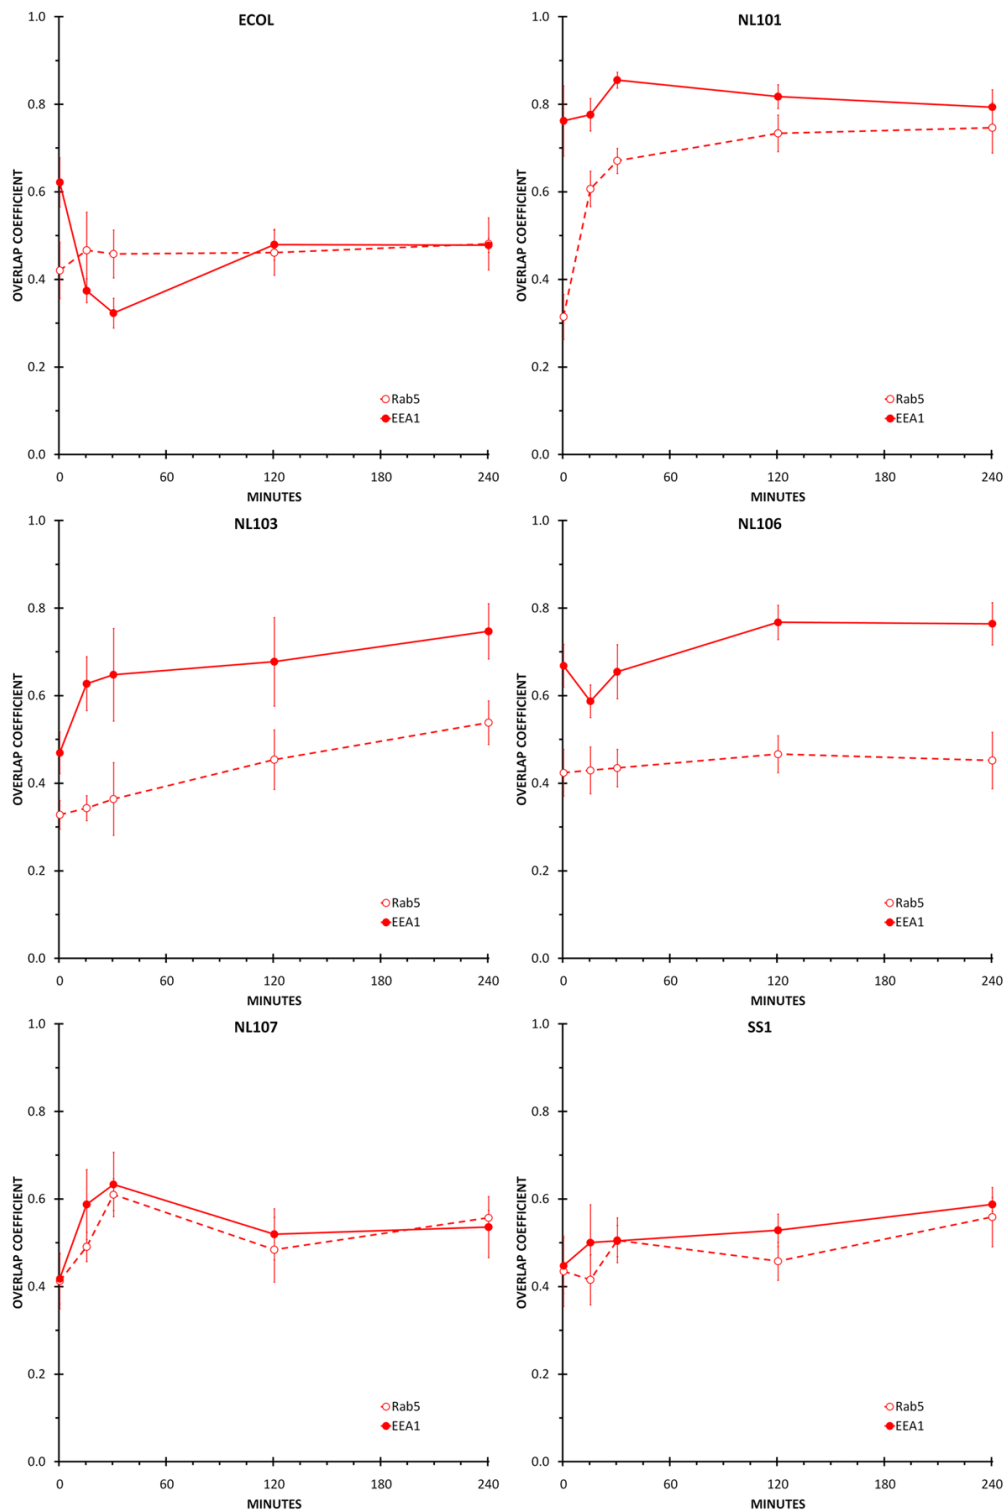 ECOL
1.0
0.8
0.6
0.4
0.2
0.0
OVERLAP COEFFICIENT
Rab5
EEA1
0 60 120 180 240
MINUTES
NL101
1.0
0.8
0.6
0.4
0.2
0.0
OVERLAP COEFFICIENT
Rab5
EEA1
0 60 120 180 240
MINUTES
NL103
1.0
0.8
0.6
0.4
0.2
0.0
OVERLAP COEFFICIENT
Rab5
EEA1
0 60 120 180 240
MINUTES
NL106
1.0
0.8
0.6
0.4
0.2
0.0
OVERLAP COEFFICIENT
Rab5
EEA1
0 60 120 180 240
MINUTES
NL107
1.0
0.8
0.6
0.4
0.2
0.0
OVERLAP COEFFICIENT
Rab5
EEA1
0 60 120 180 240
MINUTES
SS1
1.0
0.8
0.6
0.4
0.2
0.0
OVERLAP COEFFICIENT
Rab5
EEA1
0 60 120 180 240
MINUTES